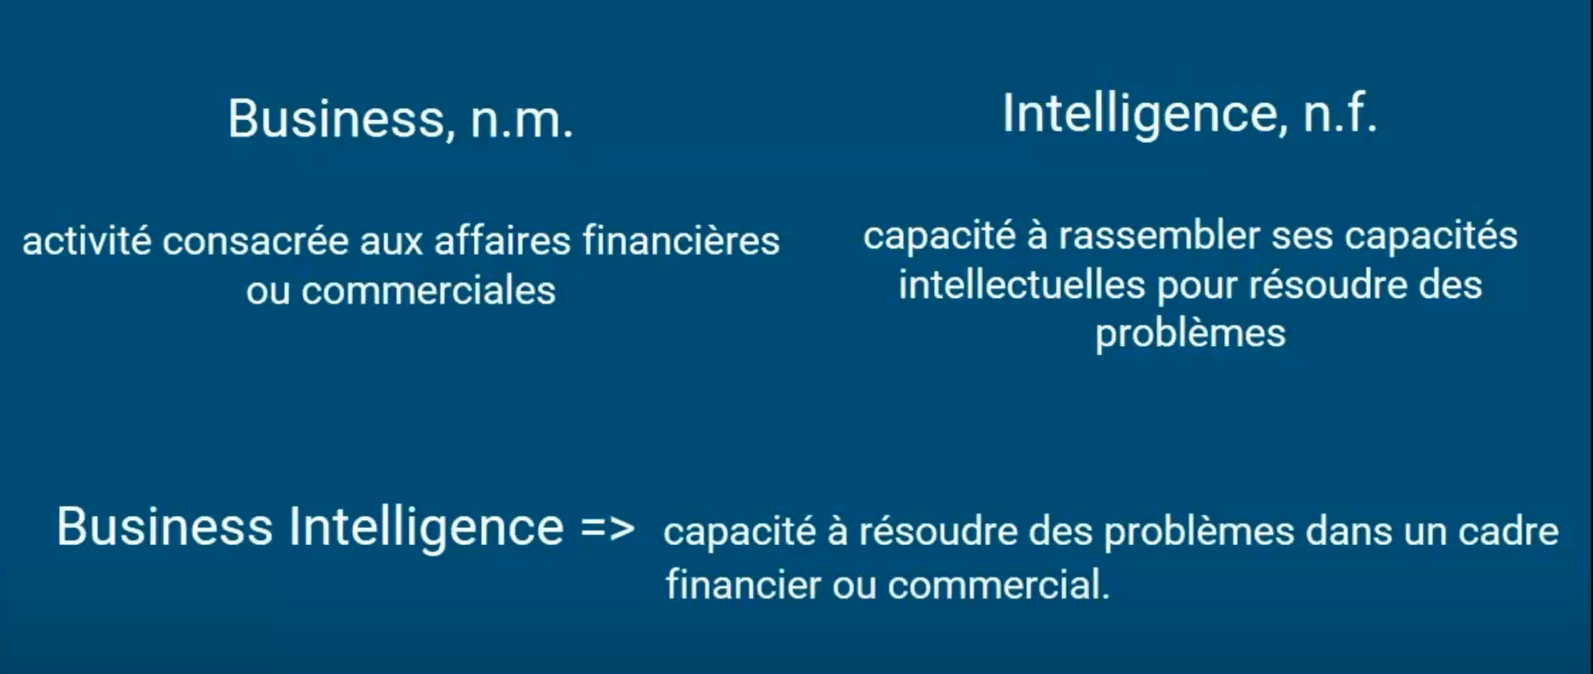 Business, n.m.
activité consacrée aux affaires financières
ou commerciales
Intelligence, n.f.
capacité à rassembler ses capacités
intellectuelles pour résoudre des
problèmes
Business Intelligence => capacité à résoudre des problèmes dans un cadre
financier ou commercial.